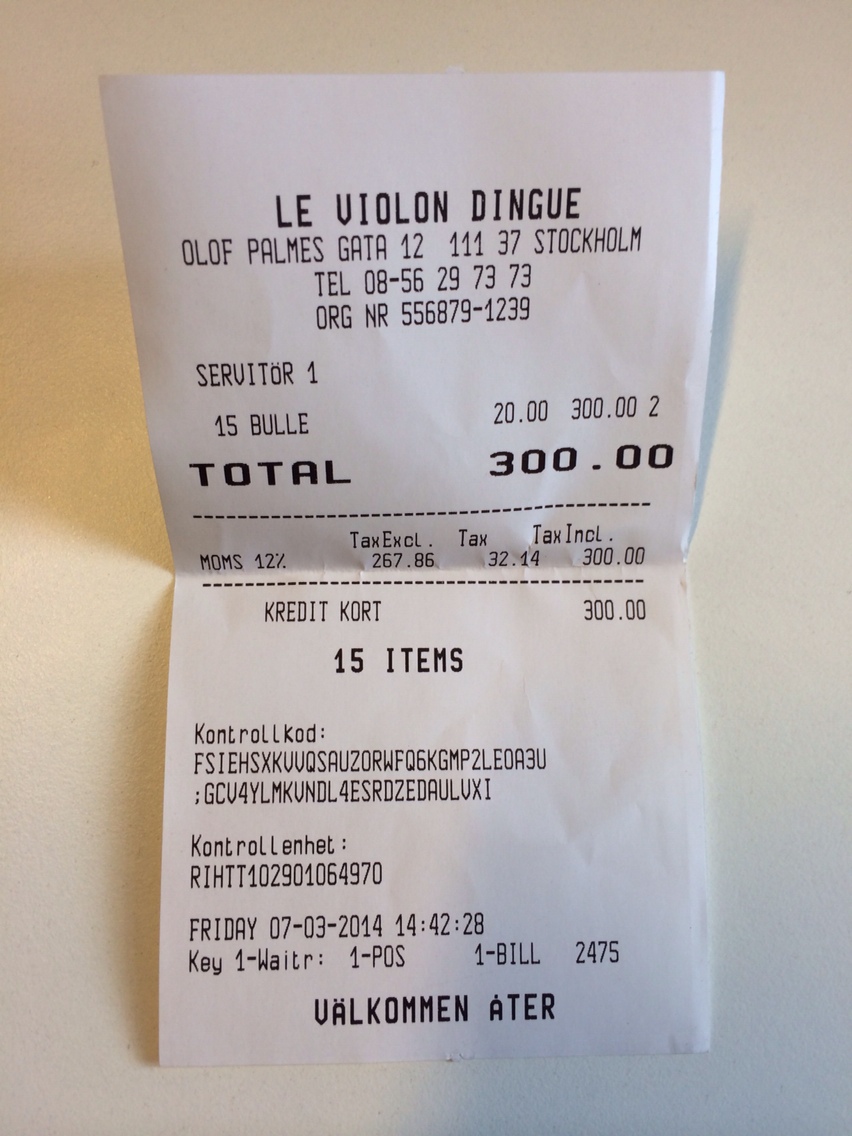 LE VIOLON DINGUE
OLOF PALMES GATA 12 111 37 STOCKHOLM
TEL 08-56 29 73 73
ORG NR 556879-1239
SERVITÖR 1
15 BULLE 20.00 300.00 2
TOTAL 300.00
TaxExcl. Tax TaxIncl.
MOMS 12% 267.86 32.14 300.00
KREDIT KORT 300.00
15 ITEMS
Kontrollkod:
FSIEHSXKVVQSAUZORWFQ6KGMP2LEOA3U
;GCV4YLMKVNDL4ESRDZEDAULVXI
Kontrollenhet:
RIHTT102901064970
FRIDAY 07-03-2014 14:42:28
Key 1-Waitr: 1-POS 1-BILL 2475
VÄLKOMMEN ÅTER